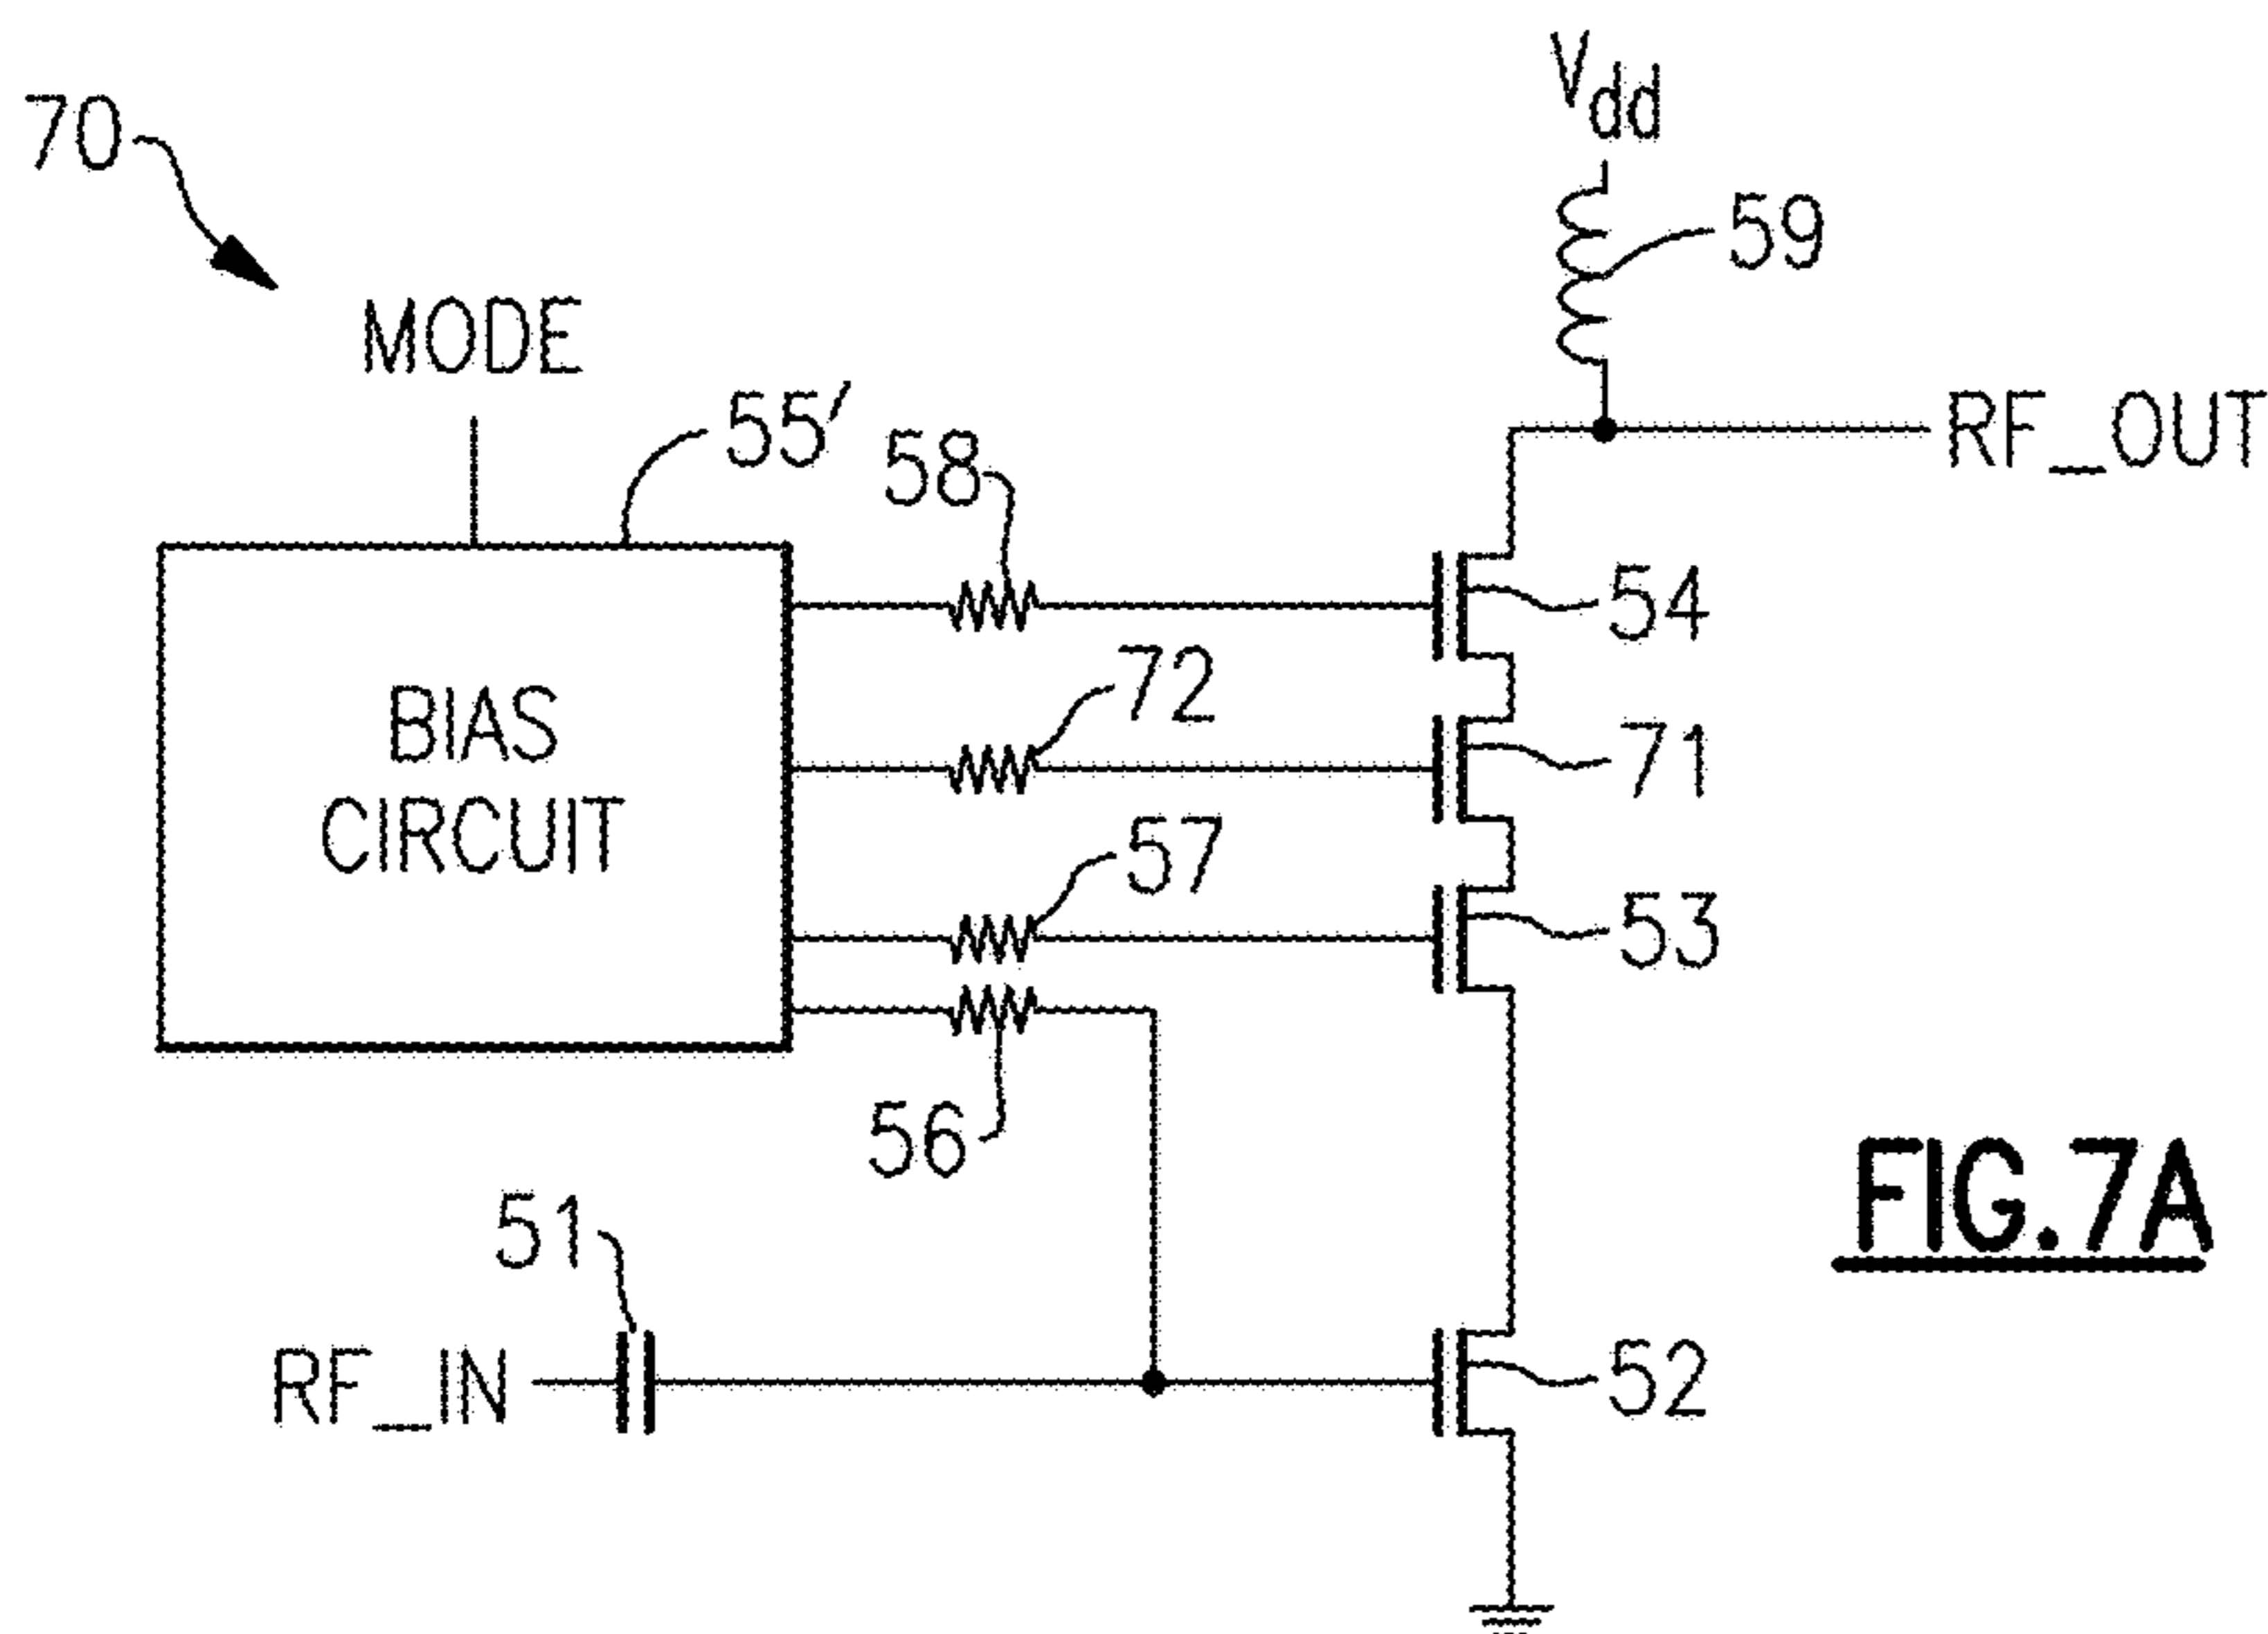 Vdd
70
59
MODE
55'
58
RF_OUT
54
72
BIAS
CIRCUIT
71
57
53
56
51
FIG.7A
RF_IN
52